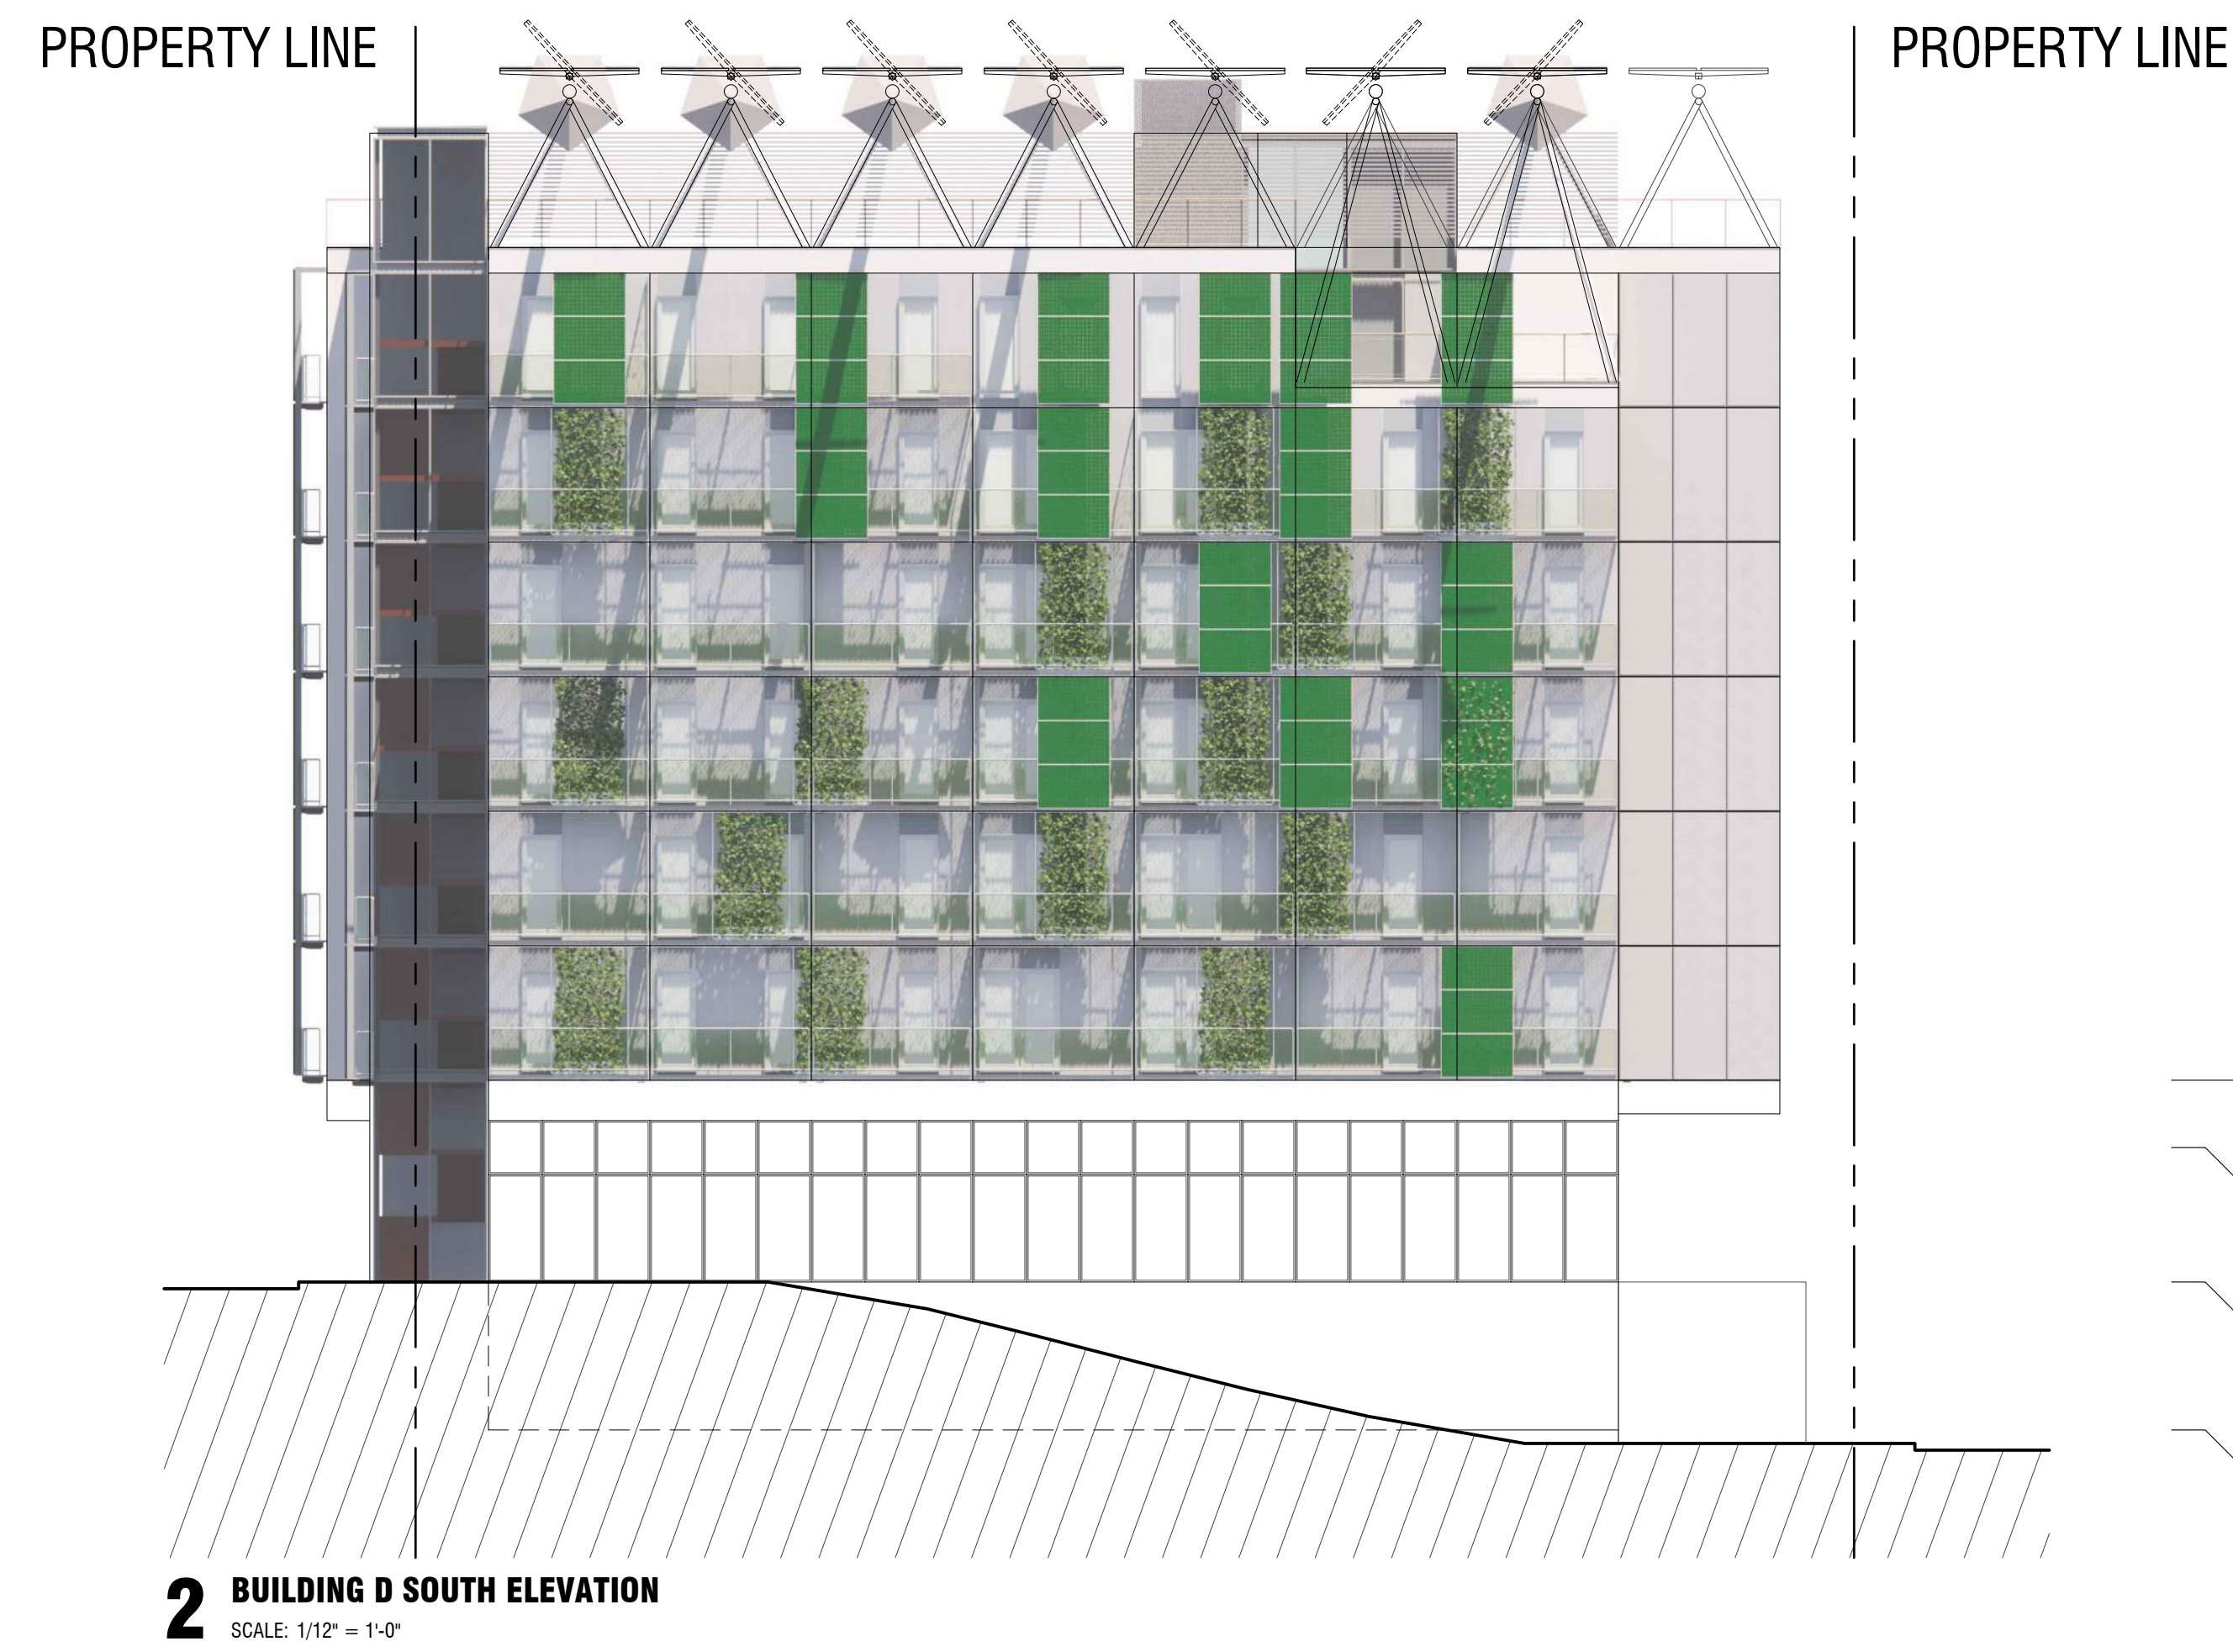 PROPERTY LINE
PROPERTY LINE
2 BUILDING D SOUTH ELEVATION
SCALE: 1/12" = 1'-0"